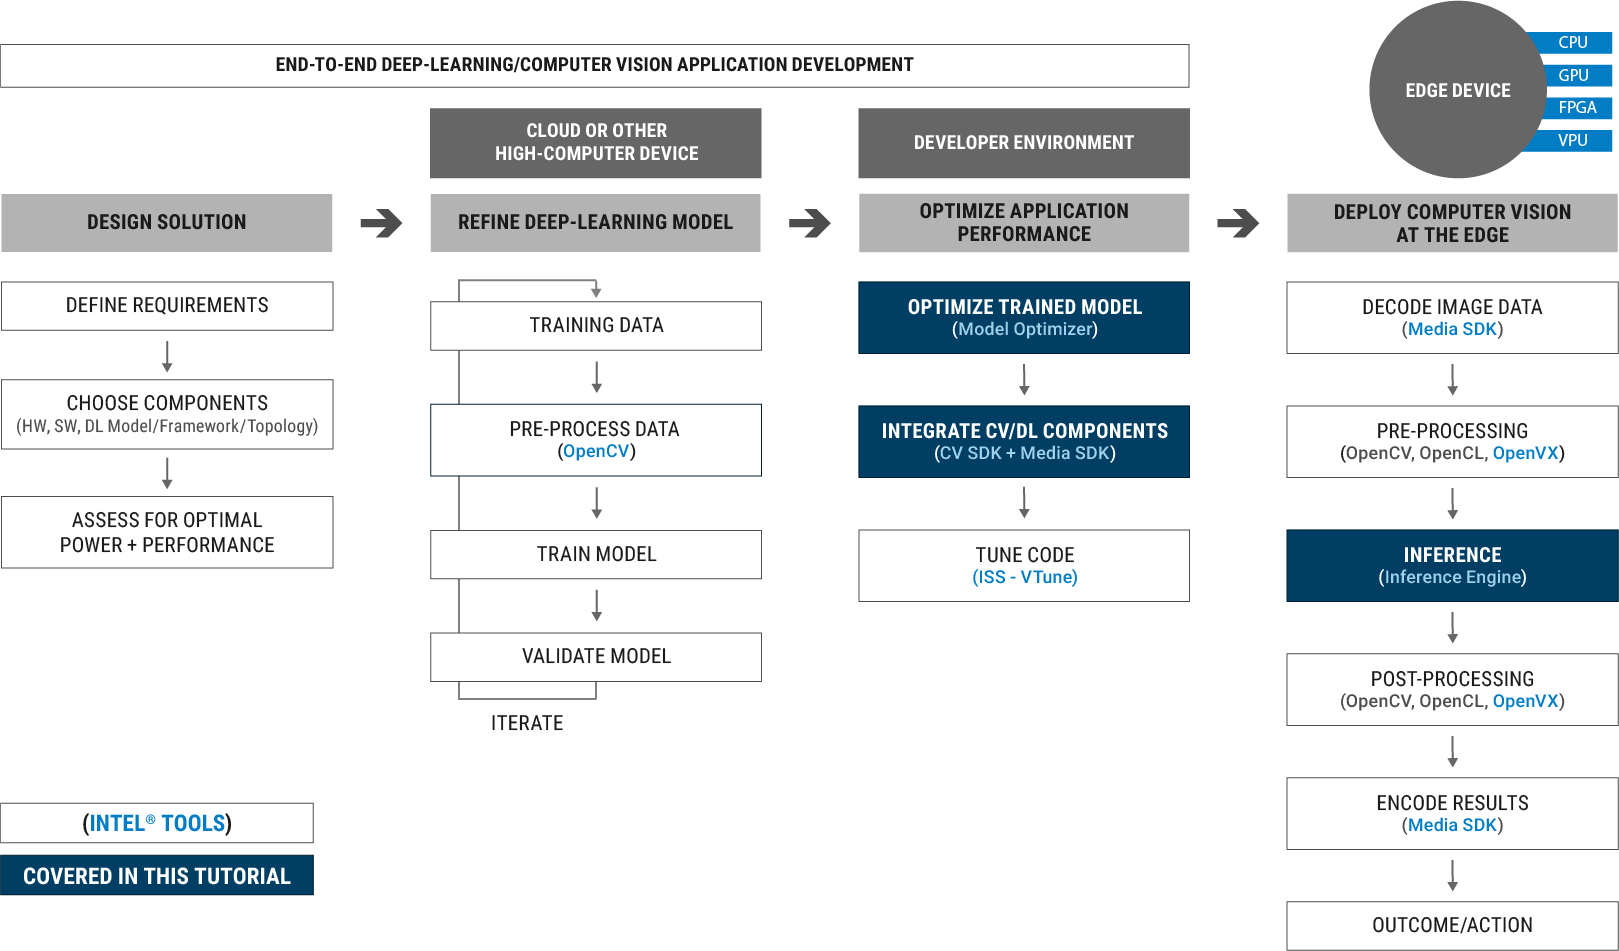 END-TO-END DEEP-LEARNING/COMPUTER VISION APPLICATION DEVELOPMENT
EDGE DEVICE
CPU
GPU
FPGA
VPU
CLOUD OR OTHER
HIGH-COMPUTER DEVICE
DEVELOPER ENVIRONMENT
DESIGN SOLUTION
REFINE DEEP-LEARNING MODEL
OPTIMIZE APPLICATION
PERFORMANCE
DEPLOY COMPUTER VISION
AT THE EDGE
DEFINE REQUIREMENTS
CHOOSE COMPONENTS
(HW, SW, DL Model/Framework/Topology)
ASSESS FOR OPTIMAL
POWER + PERFORMANCE
TRAINING DATA
PRE-PROCESS DATA
(OpenCV)
TRAIN MODEL
VALIDATE MODEL
ITERATE
OPTIMIZE TRAINED MODEL
(Model Optimizer)
INTEGRATE CV/DL COMPONENTS
(CV SDK + Media SDK)
TUNE CODE
(ISS - VTune)
DECODE IMAGE DATA
(Media SDK)
PRE-PROCESSING
(OpenCV, OpenCL, OpenVX)
INFERENCE
(Inference Engine)
POST-PROCESSING
(OpenCV, OpenCL, OpenVX)
ENCODE RESULTS
(Media SDK)
OUTCOME/ACTION
(INTEL® TOOLS)
COVERED IN THIS TUTORIAL